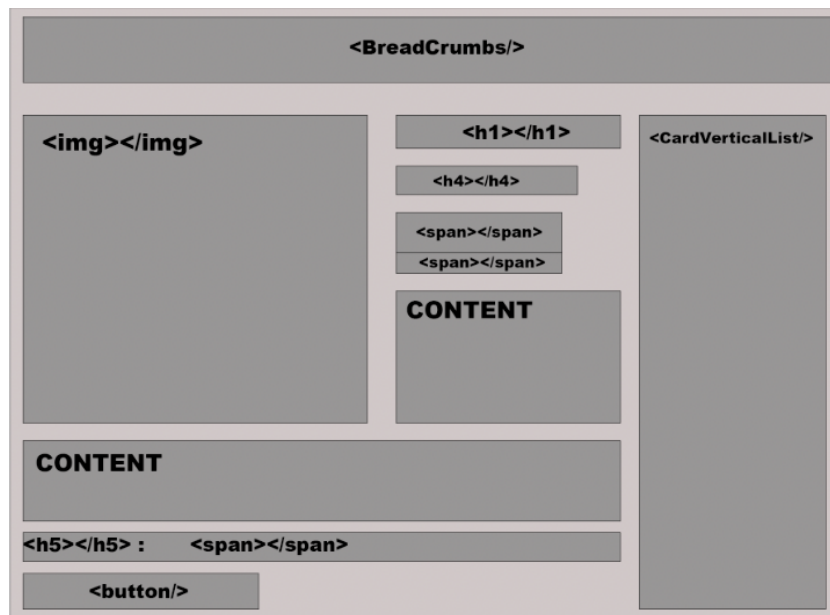 <BreadCrumbs/>
<img></img>
<h1></h1>
<CardVerticalList/>
<h4></h4>
<span></span>
<span></span>
CONTENT
CONTENT
<h5></h5> : <span></span>
<button/>